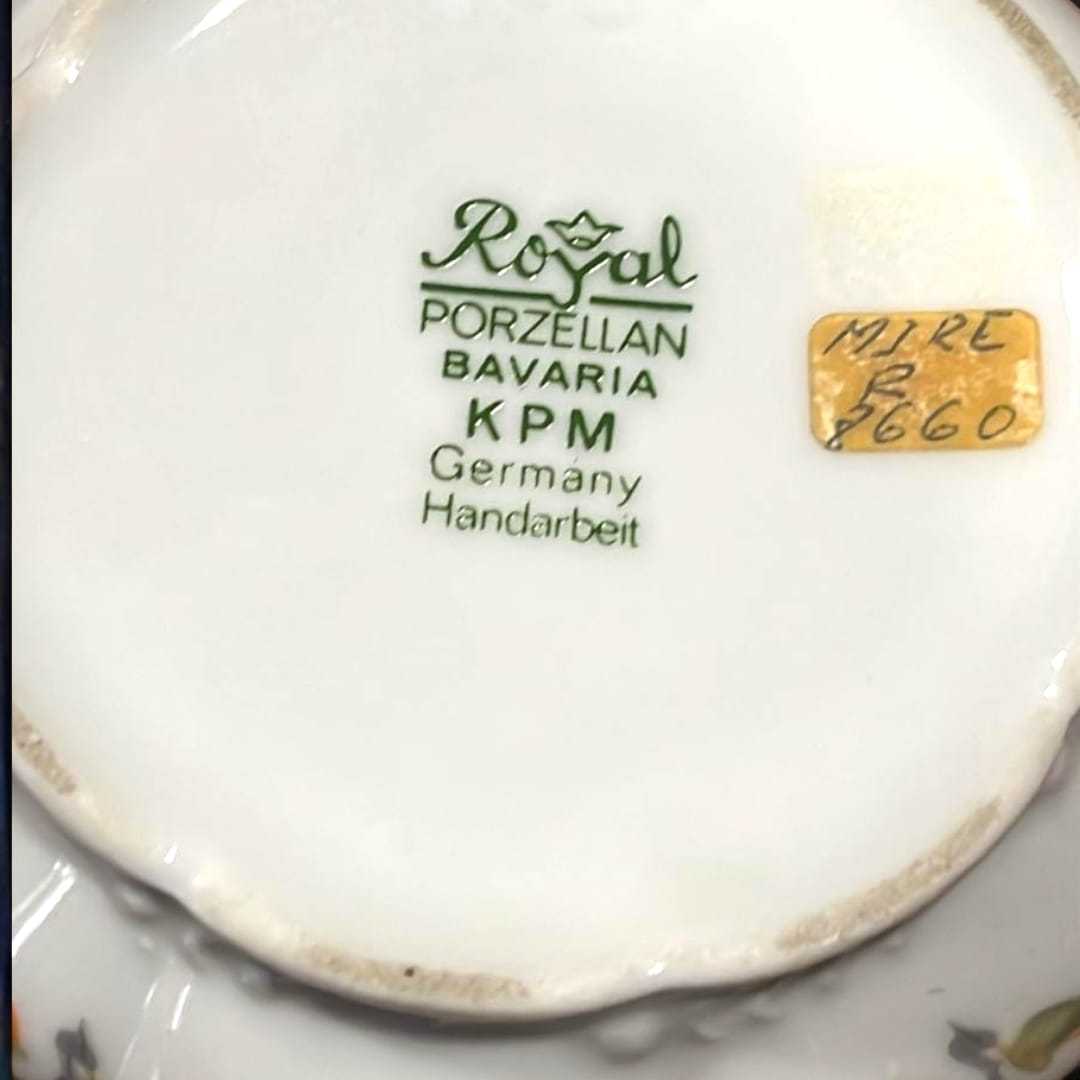 Royal
PORZELLAN
BAVARIA
KPM
Germany
Handarbeit
MIRE
R
8660